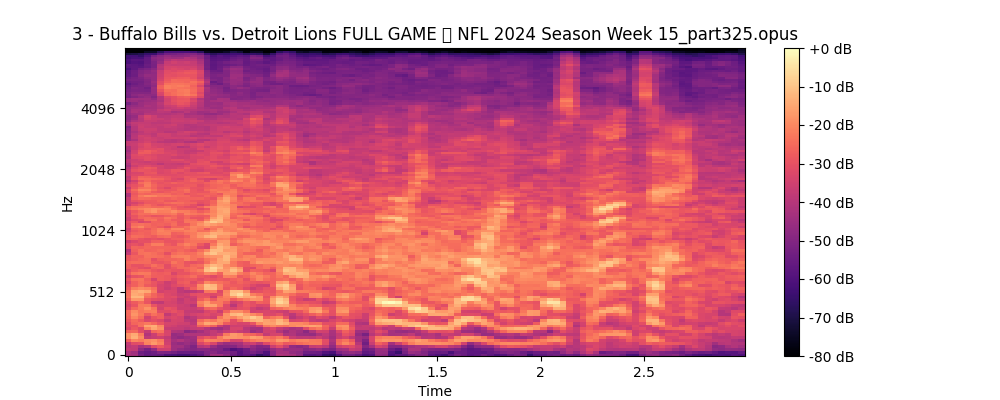 3 - Buffalo Bills vs. Detroit Lions FULL GAME ▯ NFL 2024 Season Week 15_part325.opus
+0 dB
-10 dB
-20 dB
-30 dB
-40 dB
-50 dB
-60 dB
-70 dB
-80 dB
4096
2048
1024
512
0
Hz
0 0.5 1 1.5 2 2.5
Time